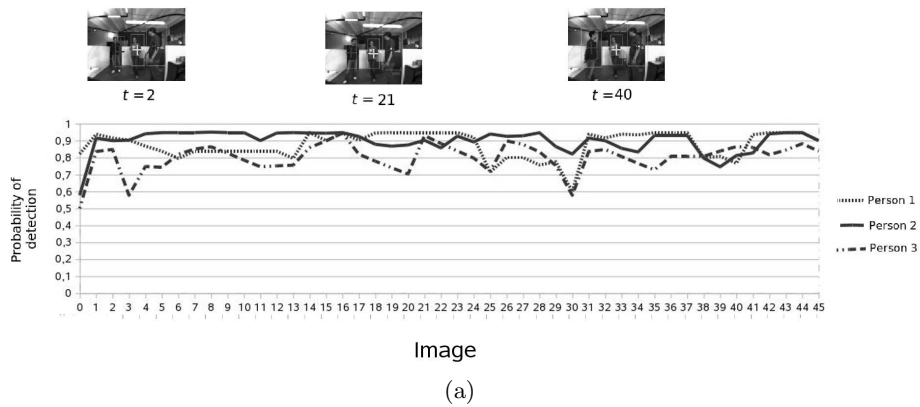 t = 2
t = 21
t = 40
Probability of
detection
1
0,9
0,8
0,7
0,6
0,5
0,4
0,3
0,2
0,1
0
0 1 2 3 4 5 6 7 8 9 10 11 12 13 14 15 16 17 18 19 20 21 22 23 24 25 26 27 28 29 30 31 32 33 34 35 36 37 38 39 40 41 42 43 44 45
Person 1
Person 2
Person 3
Image
(a)